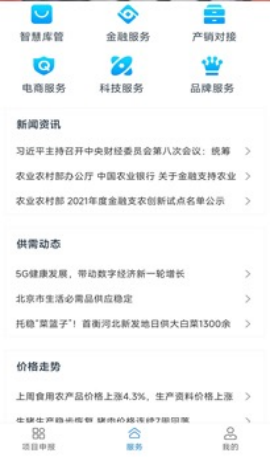 智慧库管
金融服务
产销对接
电商服务
科技服务
品牌服务
新闻资讯
习近平主持召开中央财经委员会第八次会议：统筹
农业农村部办公厅 中国农业银行 关于金融支持农业
农业农村部 2021年度金融支农创新试点名单公示
供需动态
5G健康发展，带动数字经济新一轮增长
北京市生活必需品供应稳定
托稳“菜篮子”！首衡河北新发地日供大白菜1300余
价格走势
上周食用农产品价格上涨4.3%，生产资料价格上涨
生猪生产稳步恢复 猪肉价格连续7周回落
项目申报
服务
我的